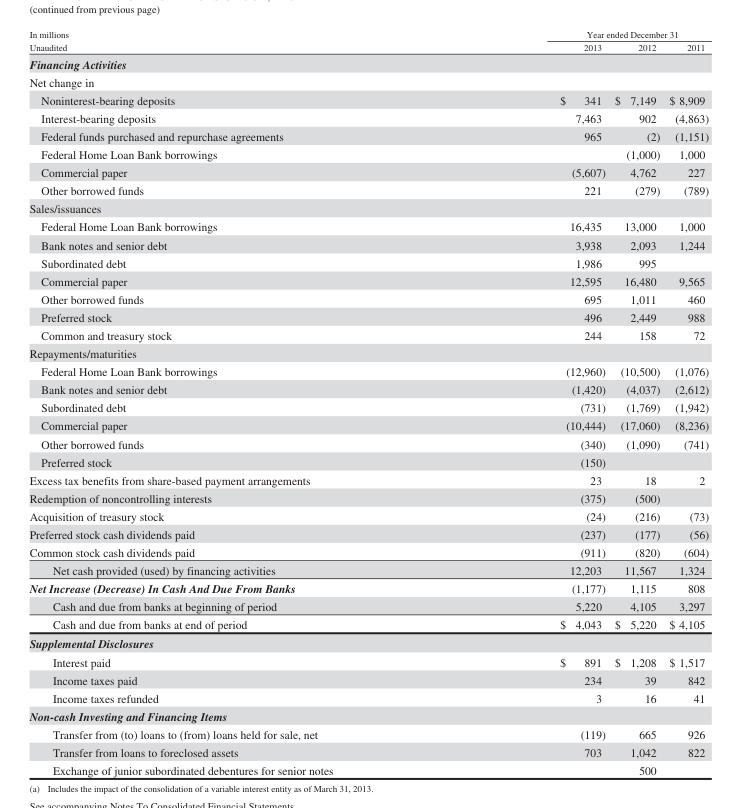 (continued from previous page)
In millions Year ended December 31
Unaudited 2013 2012 2011
Financing Activities
Net change in
Noninterest-bearing deposits $ 341 $ 7,149 $ 8,909
Interest-bearing deposits 7,463 902 (4,863)
Federal funds purchased and repurchase agreements 965 (2) (1,151)
Federal Home Loan Bank borrowings (1,000) 1,000
Commercial paper (5,607) 4,762 227
Other borrowed funds 221 (279) (789)
Sales/issuances
Federal Home Loan Bank borrowings 16,435 13,000 1,000
Bank notes and senior debt 3,938 2,093 1,244
Subordinated debt 1,986 995
Commercial paper 12,595 16,480 9,565
Other borrowed funds 695 1,011 460
Preferred stock 496 2,449 988
Common and treasury stock 244 158 72
Repayments/maturities
Federal Home Loan Bank borrowings (12,960) (10,500) (1,076)
Bank notes and senior debt (1,420) (4,037) (2,612)
Subordinated debt (731) (1,769) (1,942)
Commercial paper (10,444) (17,060) (8,236)
Other borrowed funds (340) (1,090) (741)
Preferred stock (150)
Excess tax benefits from share-based payment arrangements 23 18 2
Redemption of noncontrolling interests (375) (500)
Acquisition of treasury stock (24) (216) (73)
Preferred stock cash dividends paid (237) (177) (56)
Common stock cash dividends paid (911) (820) (604)
Net cash provided (used) by financing activities 12,203 11,567 1,324
Net Increase (Decrease) In Cash And Due From Banks (1,177) 1,115 808
Cash and due from banks at beginning of period 5,220 4,105 3,297
Cash and due from banks at end of period $ 4,043 $ 5,220 $ 4,105
Supplemental Disclosures
Interest paid $ 891 $ 1,208 $ 1,517
Income taxes paid 234 39 842
Income taxes refunded 3 16 41
Non-cash Investing and Financing Items
Transfer from (to) loans to (from) loans held for sale, net (119) 665 926
Transfer from loans to foreclosed assets 703 1,042 822
Exchange of junior subordinated debentures for senior notes 500
(a) Includes the impact of the consolidation of a variable interest entity as of March 31, 2013.
See accompanying Notes To Consolidated Financial Statements